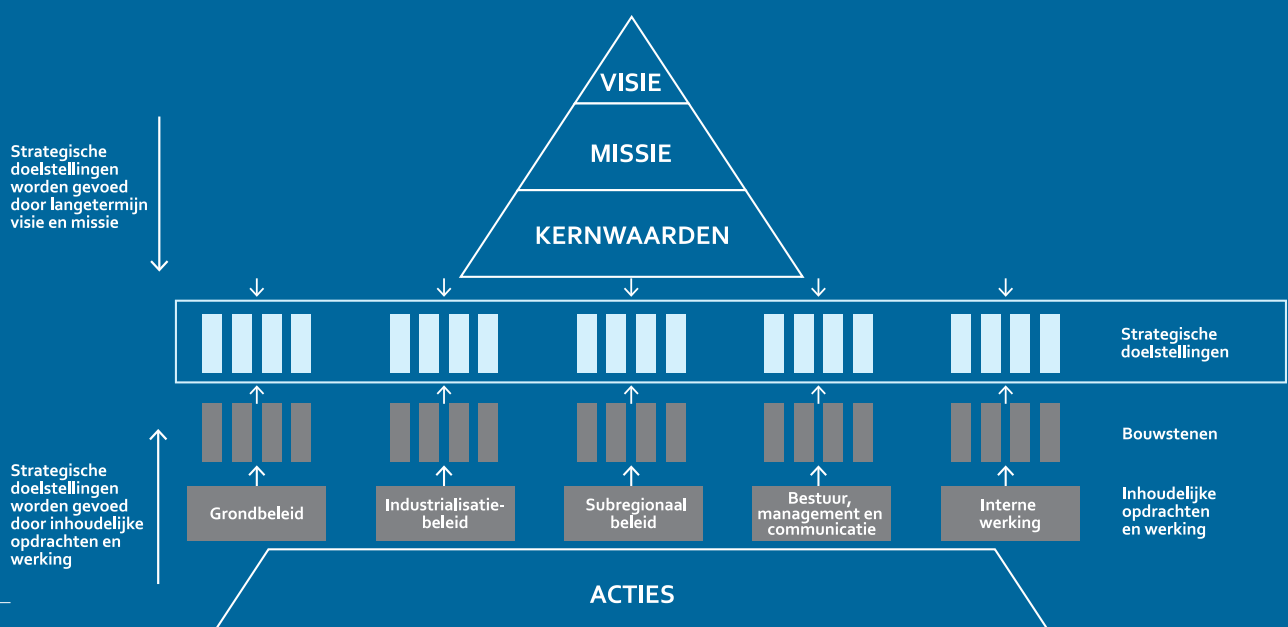 VISIE
MISSIE
KERNWAARDEN
Strategische
doelstellingen
worden gevoed
door langetermijn
visie en missie
Strategische
doelstellingen
Bouwstenen
Strategische
doelstellingen
worden gevoed
door inhoudelijke
opdrachten en
werking
Grondbeleid
Industrialisatie-
beleid
Subregionaal
beleid
Bestuur,
management en
communicatie
Interne
werking
Inhoudelijke
opdrachten
en werking
ACTIES